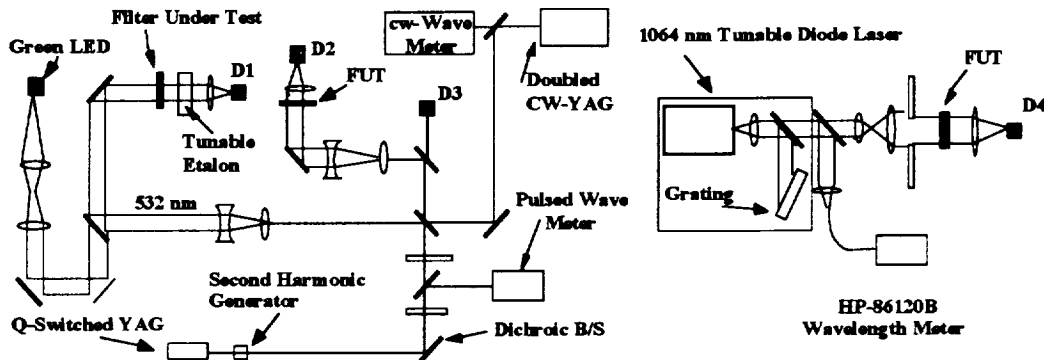 Filter Under Test
Green LED
D1
Tunable
Etalon
532 nm
D2
FUT
D3
cw-Wave
Meter
Doubled
CW-YAG
Pulsed Wave
Meter
Second Harmonic
Generator
Q-Switched YAG
Dichroic B/S
1064 nm Tunable Diode Laser
FUT
D4
Grating
HP-86120B
Wavelength Meter